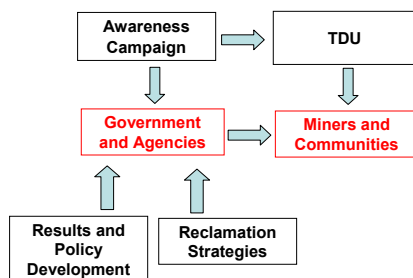 Awareness
Campaign
TDU
Government
and Agencies
Miners and
Communities
Results and
Policy
Development
Reclamation
Strategies